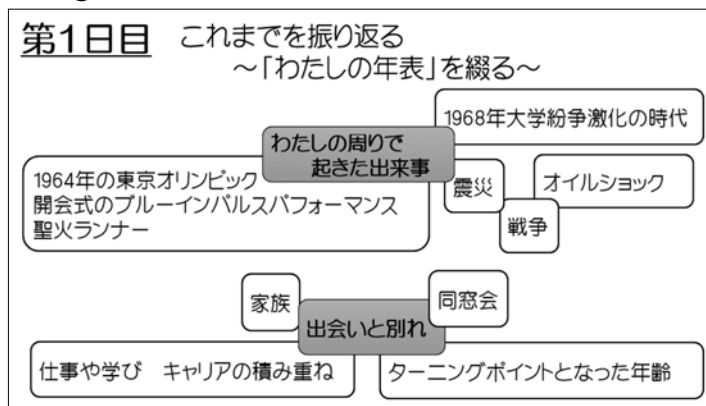 第1日目 これまでを振り返る
～「わたしの年表」を綴る～
1968年大学紛争激化の時代
わたしの周りで
起きた出来事
1964年の東京オリンピック
開会式のブルーインパルスパフォーマンス
聖火ランナー
震災
オイルショック
戦争
家族
同窓会
出会いと別れ
仕事や学び キャリアの積み重ね
ターニングポイントとなった年齢